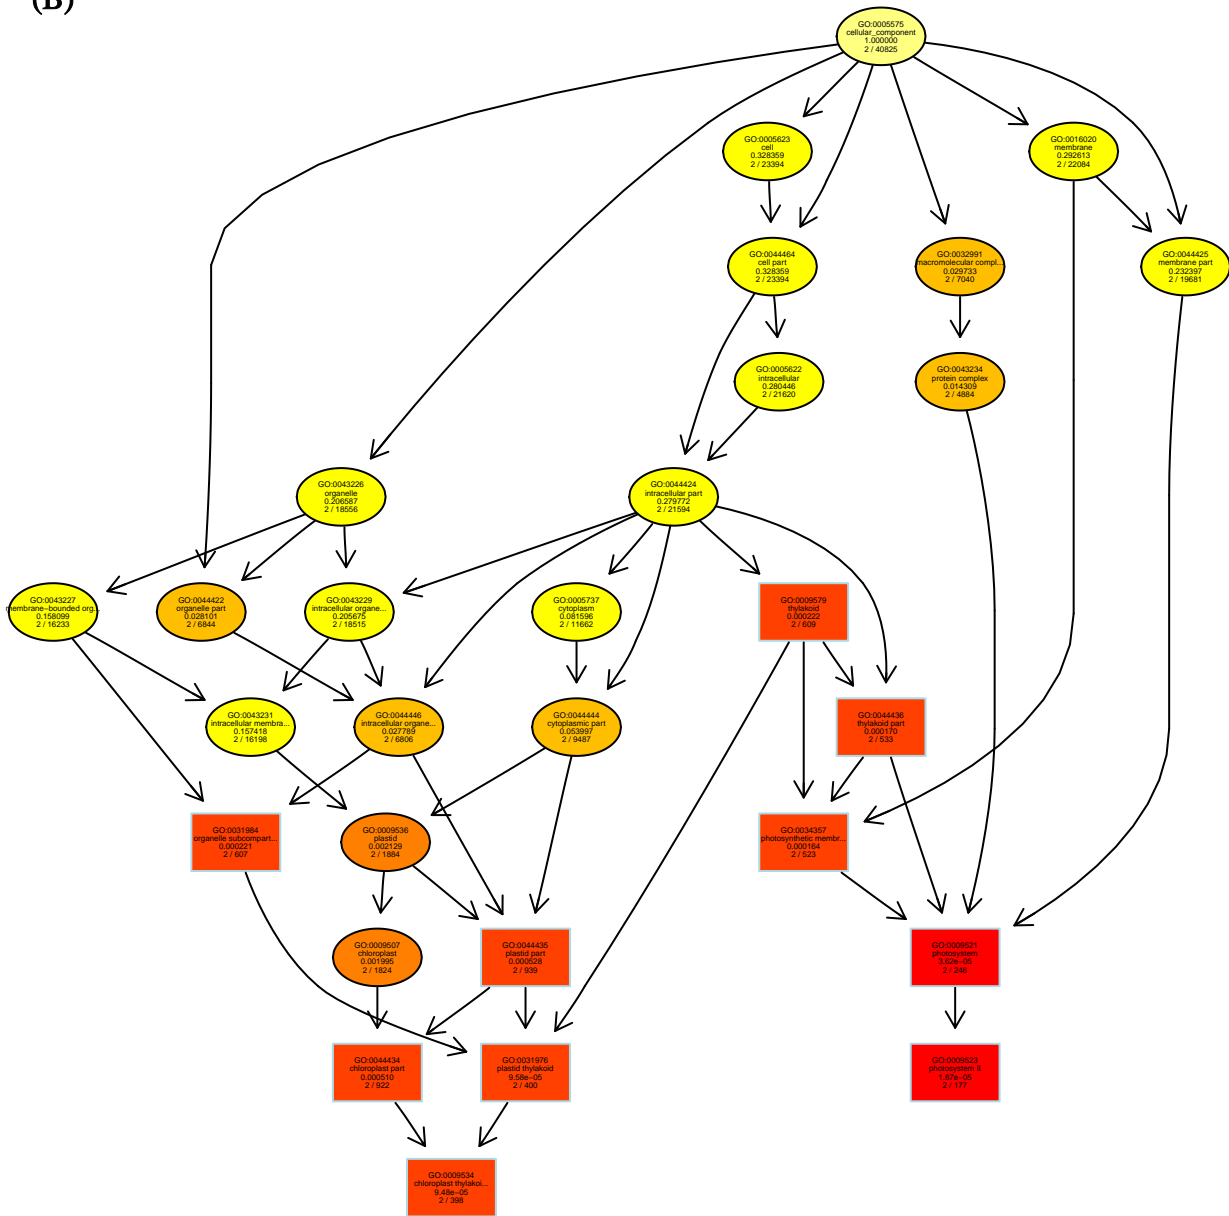 (B)
GO:0005575
cellular_component
1.000000
2 / 40825
GO:0005623
cell
0.328359
2 / 23394
GO:0016020
membrane
0.292613
2 / 22084
GO:0044464
cell part
0.328359
2 / 23394
GO:0032991
macromolecular compl...
0.029733
2 / 7040
GO:0044425
membrane part
0.232397
2 / 19681
GO:0005622
intracellular
0.280446
2 / 21620
GO:0043234
protein complex
0.014309
2 / 4884
GO:0043226
organelle
0.206587
2 / 18556
GO:0044424
intracellular part
0.279772
2 / 21594
GO:0043227
membrane−bounded org...
0.158099
2 / 16233
GO:0044422
organelle part
0.028101
2 / 6844
GO:0043229
intracellular organe...
0.205675
2 / 18515
GO:0005737
cytoplasm
0.081596
2 / 11662
GO:0009579
thylakoid
0.000222
2 / 609
GO:0043231
intracellular membra...
0.157418
2 / 16198
GO:0044446
intracellular organe...
0.027789
2 / 6806
GO:0044444
cytoplasmic part
0.053997
2 / 9487
GO:0044436
thylakoid part
0.000170
2 / 533
GO:0031984
organelle subcompart...
0.000221
2 / 607
GO:0009536
plastid
0.002129
2 / 1884
GO:0034357
photosynthetic membr...
0.000164
2 / 523
GO:0009507
chloroplast
0.001995
2 / 1824
GO:0044435
plastid part
0.000528
2 / 939
GO:0009521
photosystem
3.62e−05
2 / 246
GO:0044434
chloroplast part
0.000510
2 / 922
GO:0031976
plastid thylakoid
9.58e−05
2 / 400
GO:0009523
photosystem II
1.87e−05
2 / 177
GO:0009534
chloroplast thylakoi...
9.48e−05
2 / 398